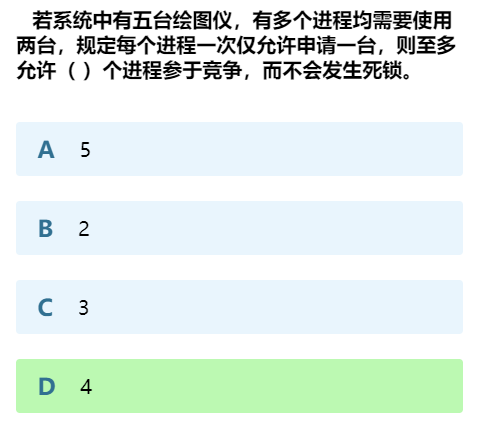 若系统中有五台绘图仪，有多个进程均需要使用
两台，规定每个进程一次仅允许申请一台，则至多
允许（ ）个进程参于竞争，而不会发生死锁。
A 5
B 2
C 3
D 4